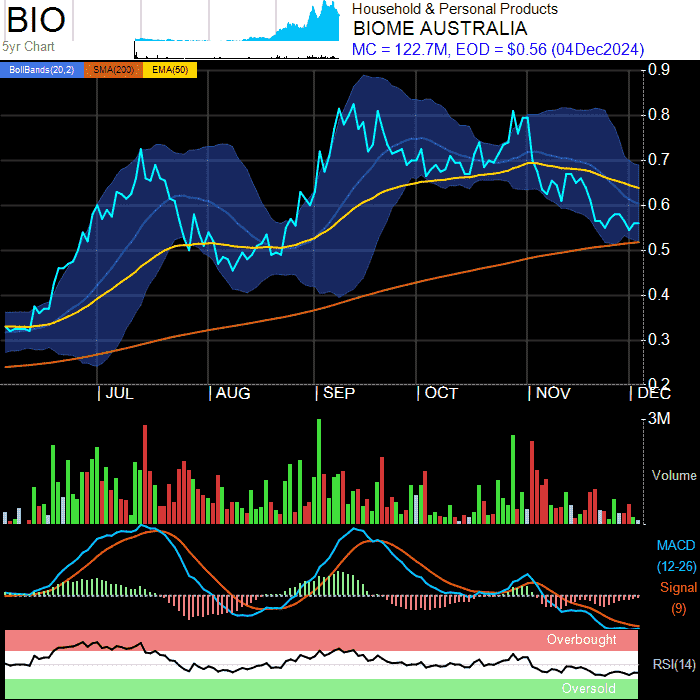 BIO
5yr Chart
Household & Personal Products
BIOME AUSTRALIA
MC = 122.7M, EOD = $0.56 (04Dec2024)
BollBands(20,2) SMA(200) EMA(50)
0.9
0.8
0.7
0.6
0.5
0.4
0.3
0.2
| JUL | AUG | SEP | OCT | NOV | DEC
3M
Volume
MACD
(12-26)
Signal
(9)
Overbought
RSI(14)
Oversold